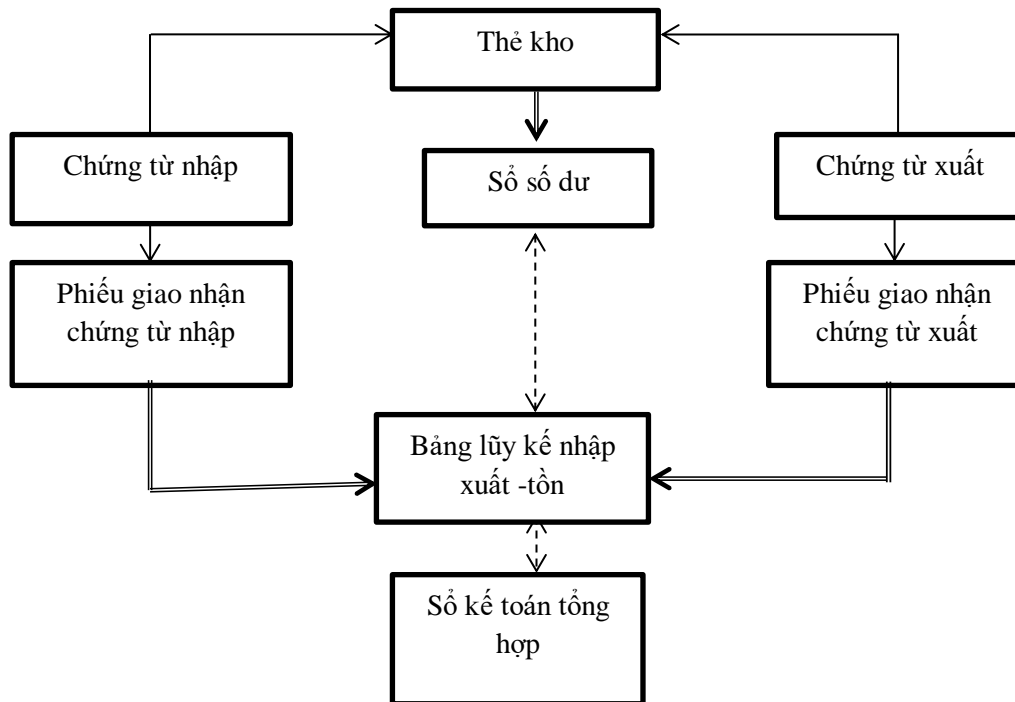 Thẻ kho
Chứng từ nhập
Sổ số dư
Chứng từ xuất
Phiếu giao nhận
chứng từ nhập
Phiếu giao nhận
chứng từ xuất
Bảng lũy kế nhập
xuất -tồn
Sổ kế toán tổng
hợp